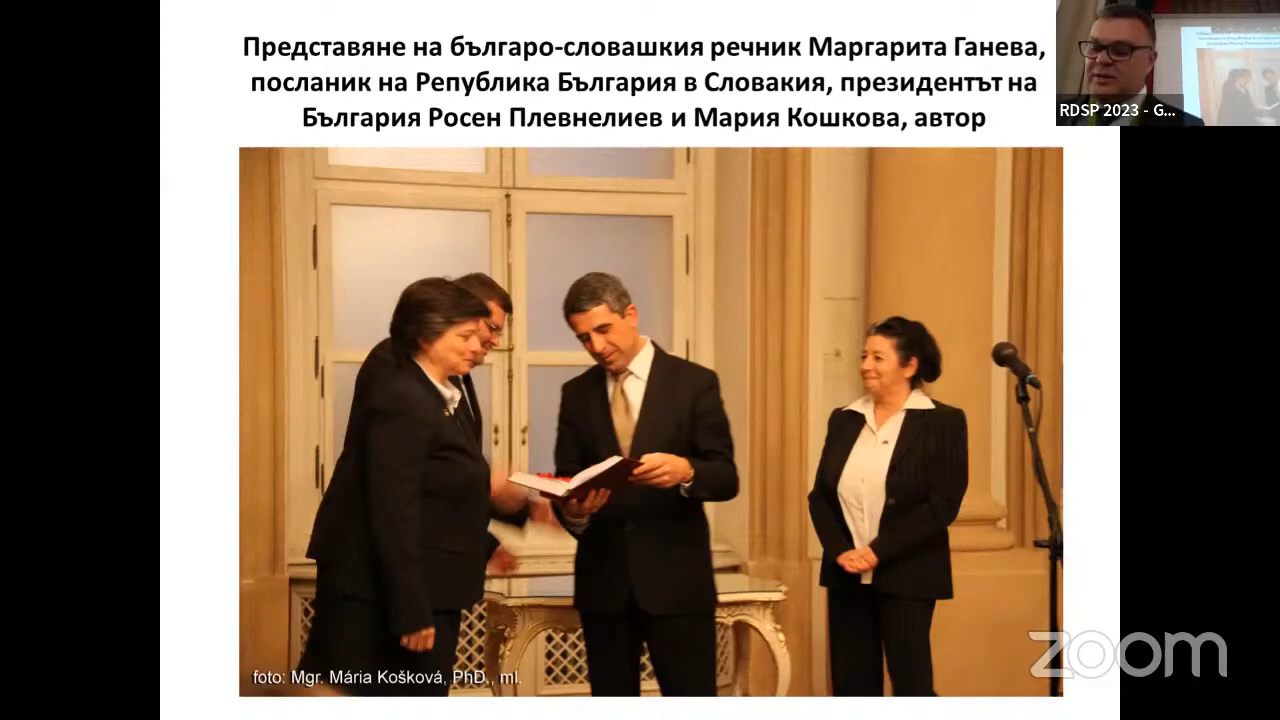 Представяне на българо-словашкия речник Маргарита Ганева,
посланик на Република България в Словакия, президентът на
България Росен Плевнелиев и Мария Кошкова, автор
RDSP 2023 - G...
foto: Mgr. Mária Košková, PhD., ml.
zoom